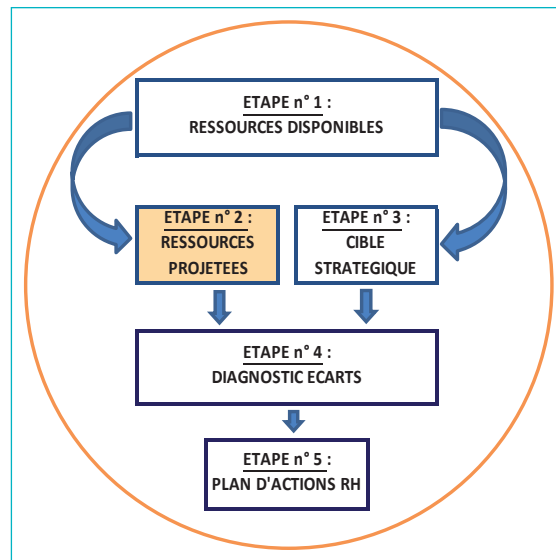 ETAPE n° 1 :
RESSOURCES DISPONIBLES
ETAPE n° 2 :
RESSOURCES
PROJETEES
ETAPE n° 3 :
CIBLE
STRATEGIQUE
ETAPE n° 4 :
DIAGNOSTIC ECARTS
ETAPE n° 5 :
PLAN D'ACTIONS RH